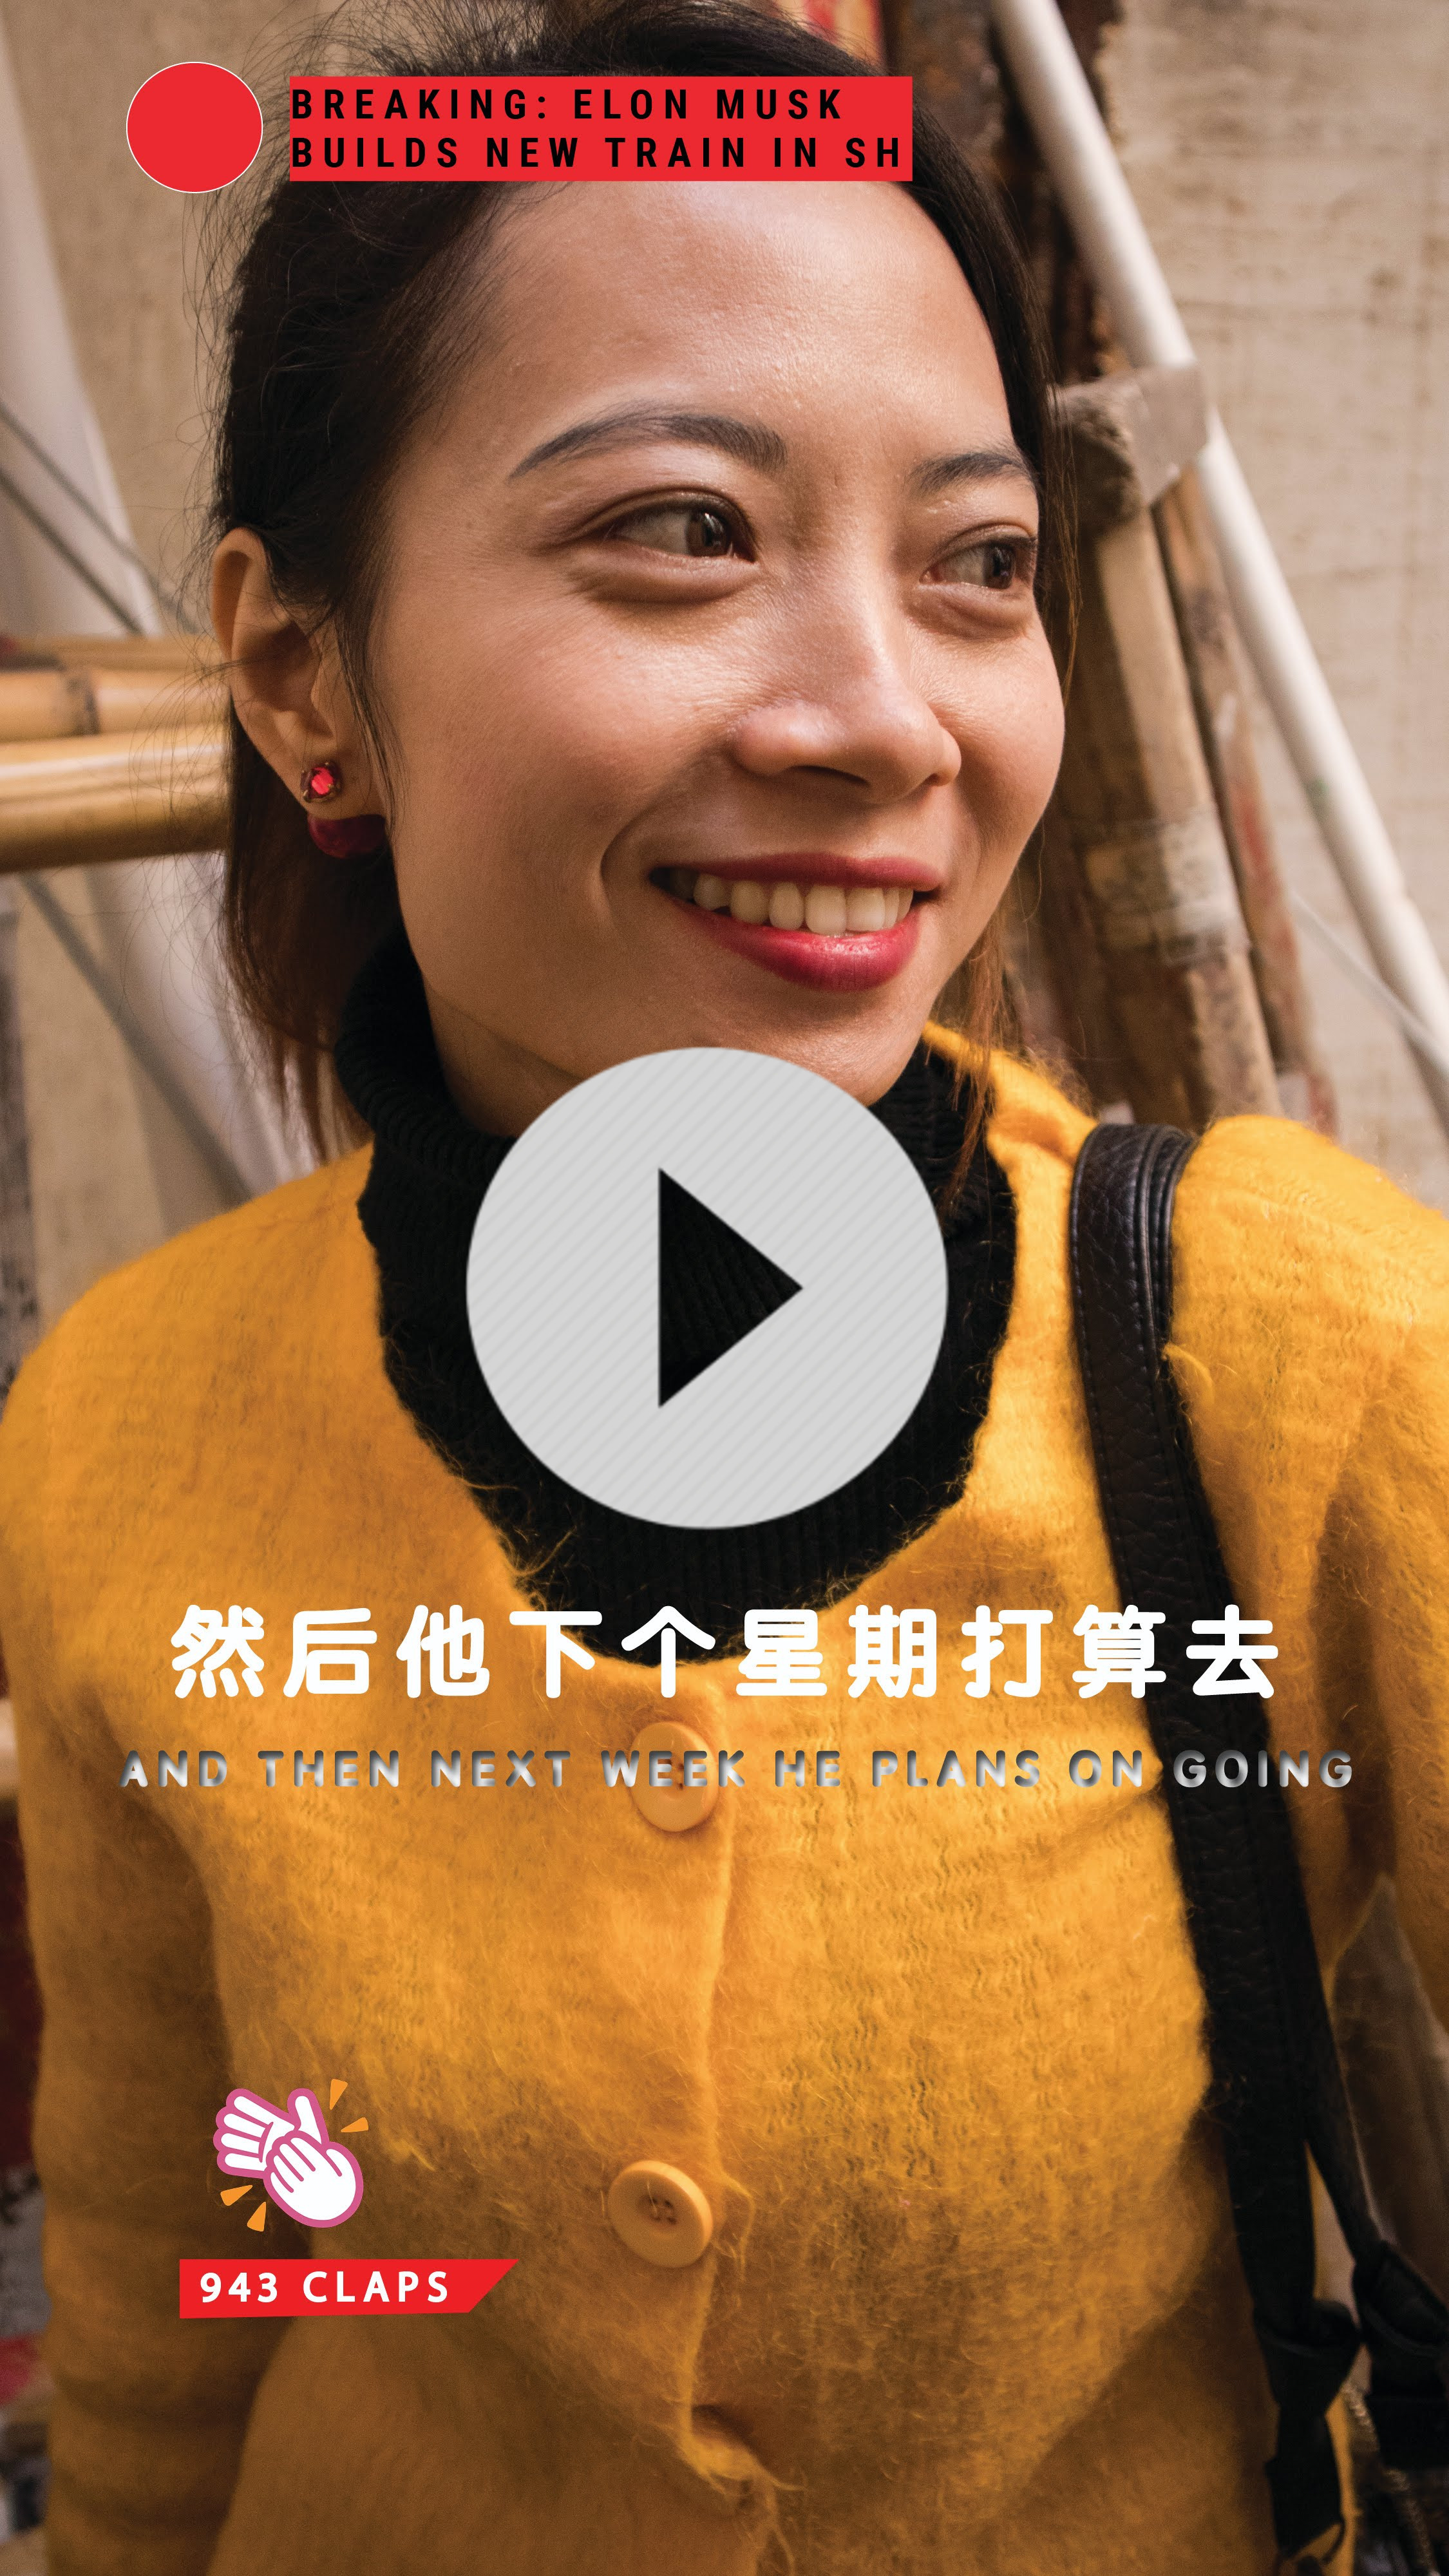 BREAKING: ELON MUSK
BUILDS NEW TRAIN IN SH
然后他下个星期打算去
AND THEN NEXT WEEK HE PLANS ON GOING
943 CLAPS